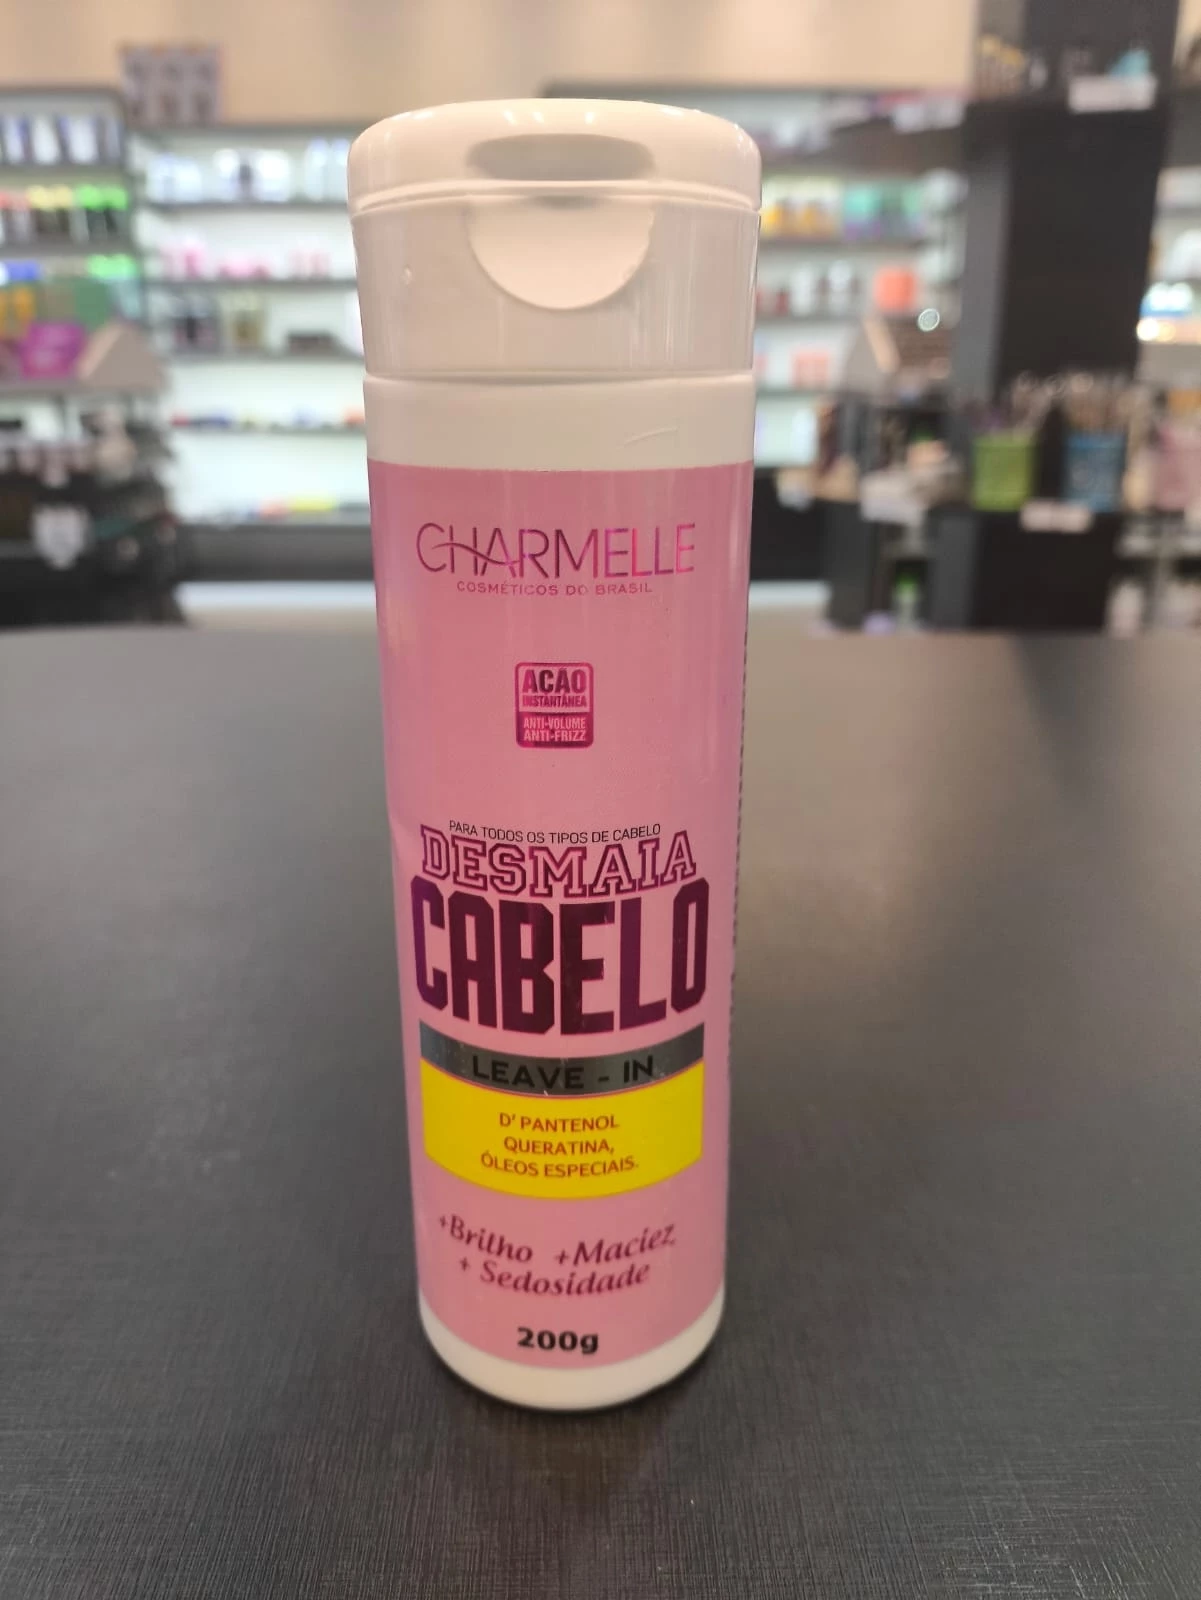 CHARMELLE
COSMÉTICOS DO BRASIL
AÇÃO
INSTANTÂNEA
ANTI-VOLUME
ANTI-FRIZZ
PARA TODOS OS TIPOS DE CABELO
DESMAIA
CABELO
LEAVE - IN
D' PANTENOL
QUERATINA,
ÓLEOS ESPECIAIS.
+Brilho +Maciez
+ Sedosidade
200g